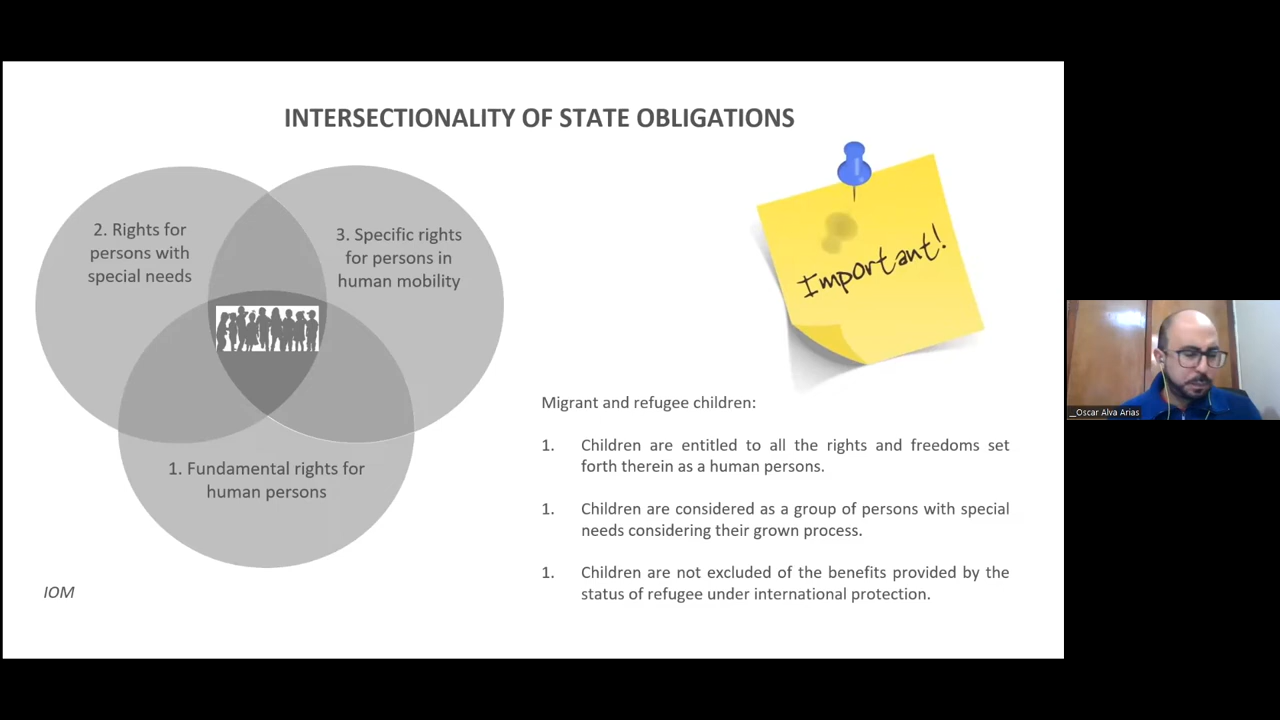 INTERSECTIONALITY OF STATE OBLIGATIONS
2. Rights for
persons with
special needs
3. Specific rights
for persons in
human mobility
1. Fundamental rights for
human persons
IOM
Important!
Migrant and refugee children:
1. Children are entitled to all the rights and freedoms set
forth therein as a human persons.
1. Children are considered as a group of persons with special
needs considering their grown process.
1. Children are not excluded of the benefits provided by the
status of refugee under international protection.
__Oscar Alva Arias